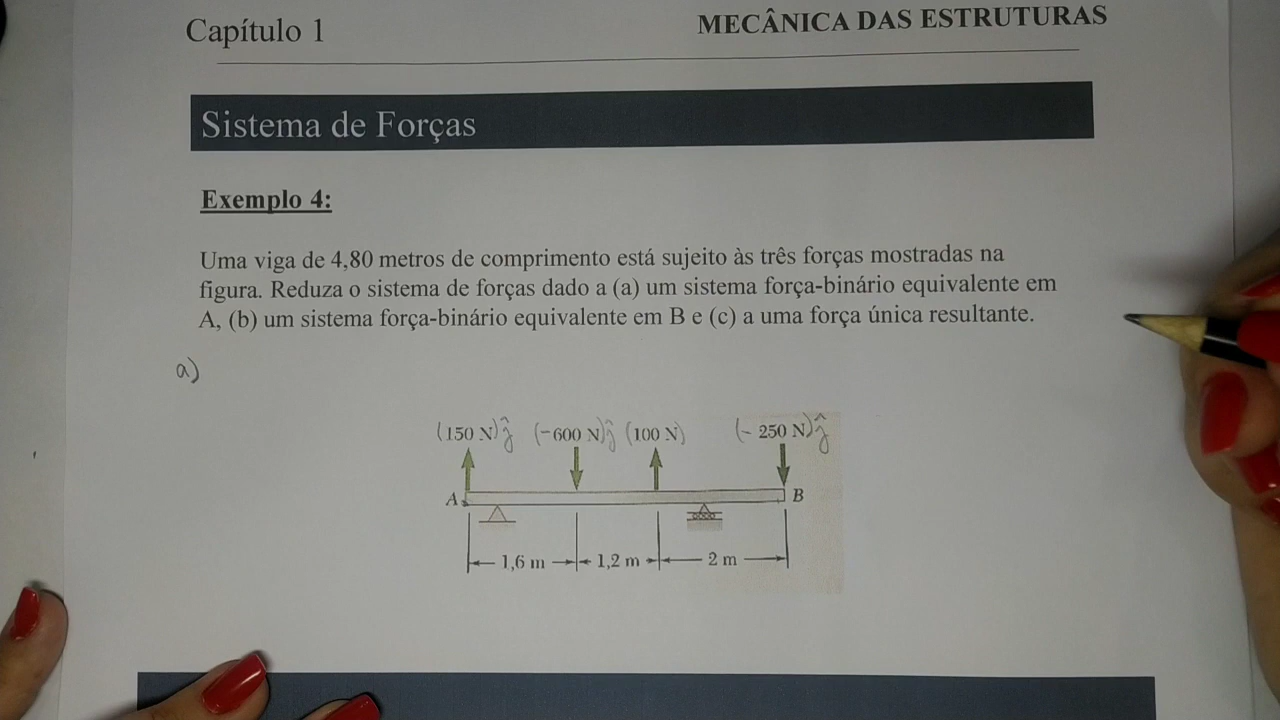 Capítulo 1
MECÂNICA DAS ESTRUTURAS
Sistema de Forças
Exemplo 4:
Uma viga de 4,80 metros de comprimento está sujeito às três forças mostradas na
figura. Reduza o sistema de forças dado a (a) um sistema força-binário equivalente em
A, (b) um sistema força-binário equivalente em B e (c) a uma força única resultante.
a)
(150 N)ĵ (-600 N)ĵ (100 N) (- 250 N)ĵ
A B
1,6 m 1,2 m 2 m